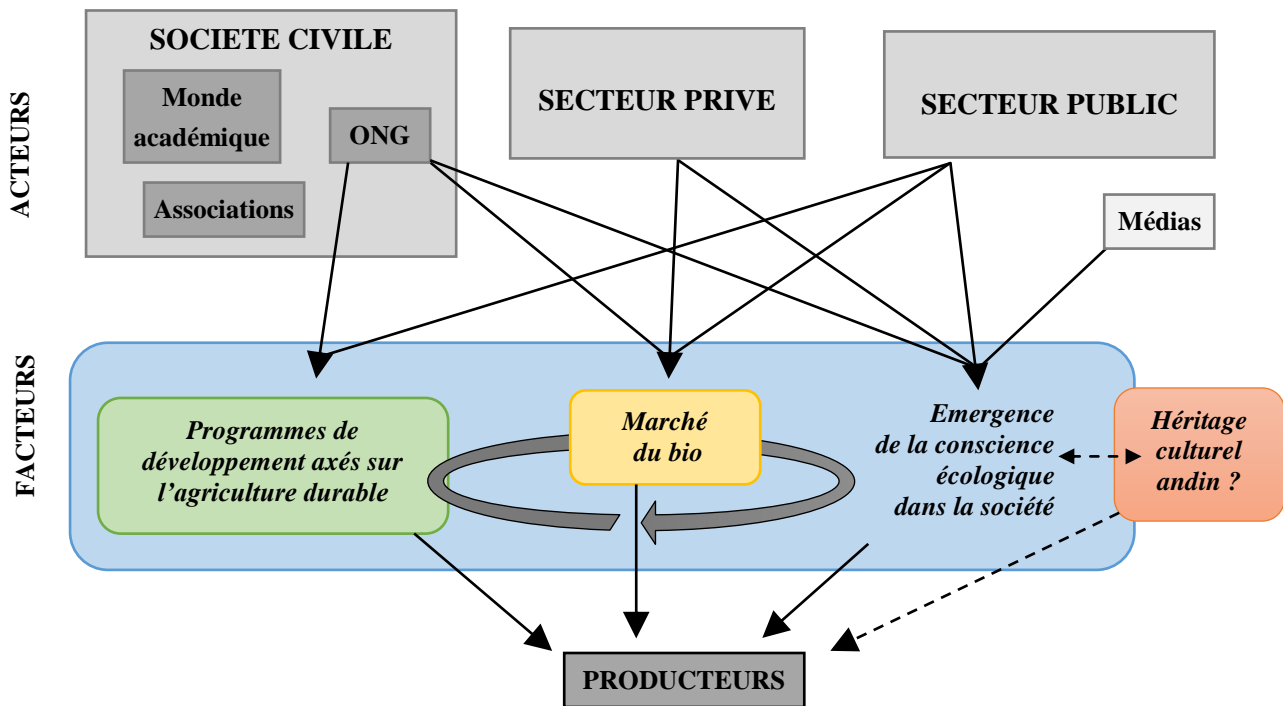 SOCIETE CIVILE
Monde
académique
ONG
Associations
SECTEUR PRIVE
SECTEUR PUBLIC
Médias
ACTEURS
FACTEURS
Programmes de
développement axés sur
l’agriculture durable
Marché
du bio
Emergence
de la conscience
écologique
dans la société
Héritage
culturel
andin ?
PRODUCTEURS